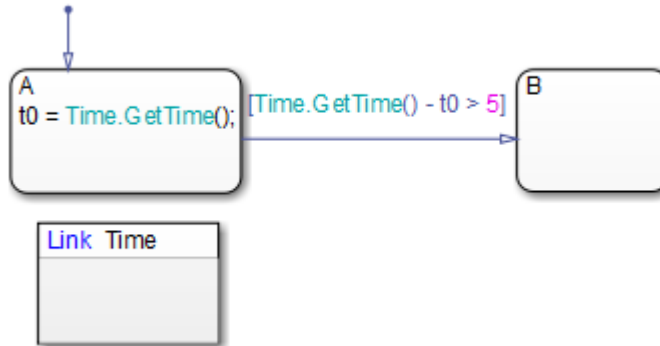 A
t0 = Time.GetTime();
[Time.GetTime() - t0 > 5]
B
Link Time